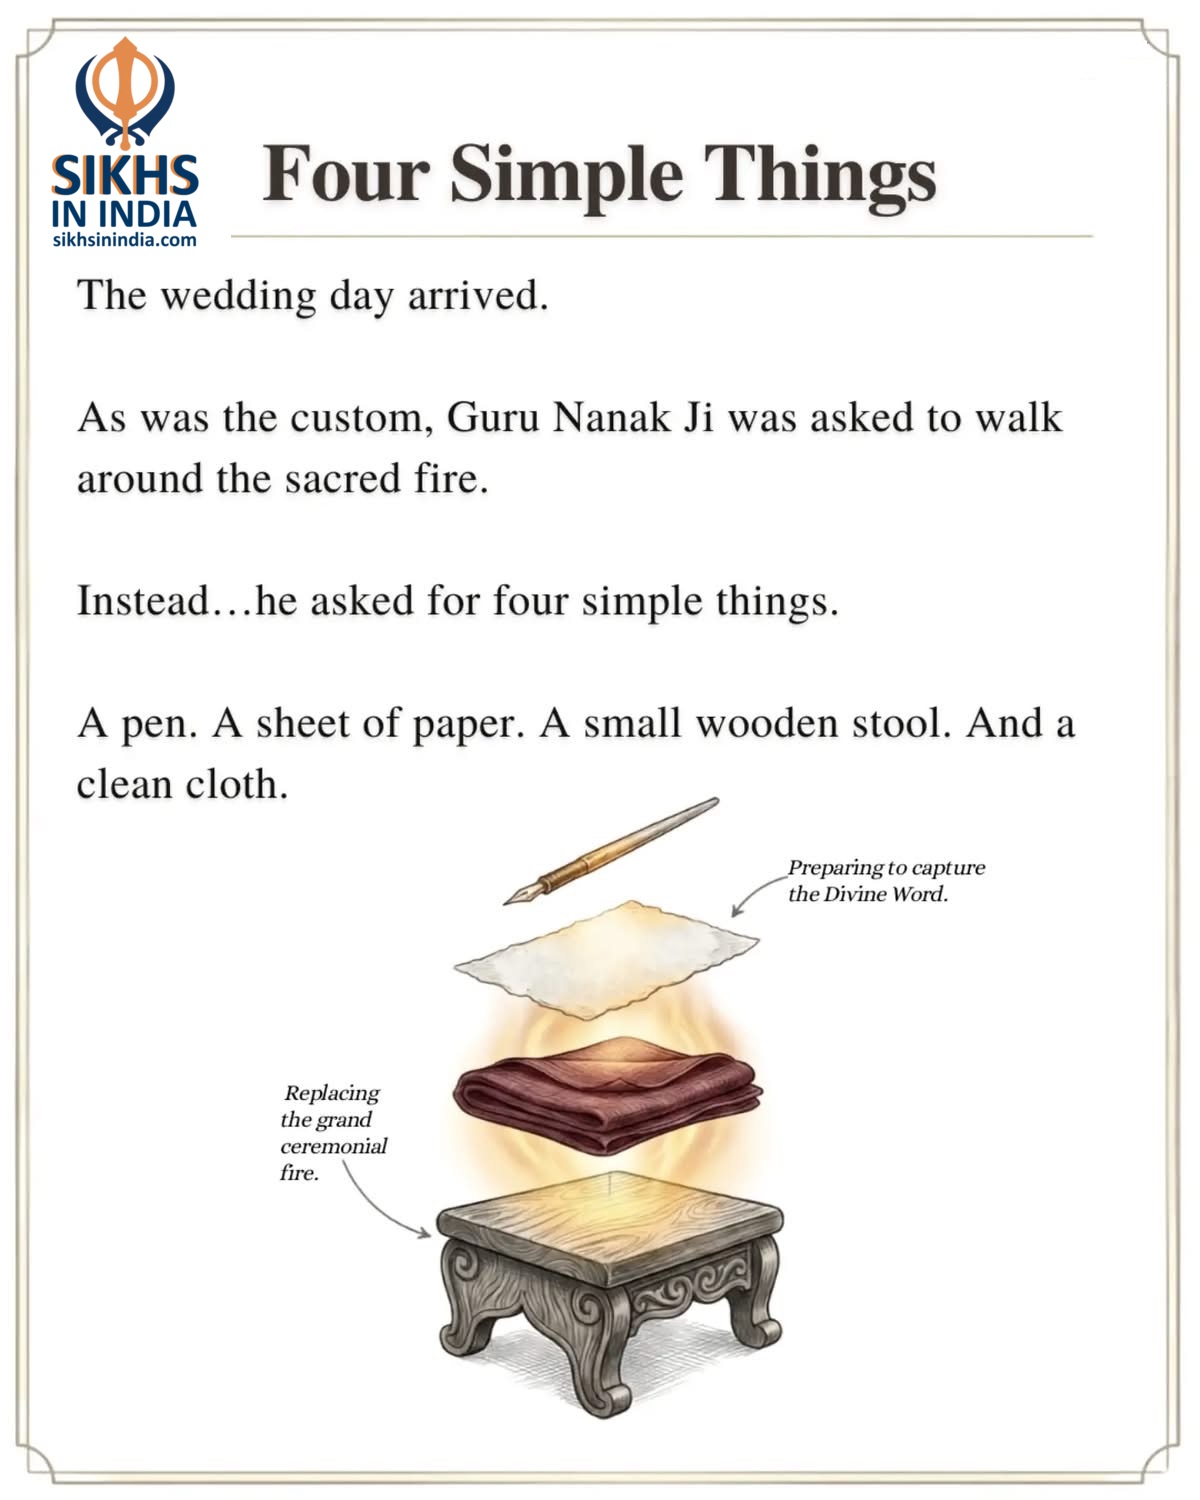 SIKHS
IN INDIA
sikhsinindia.com
Four Simple Things
The wedding day arrived.
As was the custom, Guru Nanak Ji was asked to walk
around the sacred fire.
Instead…he asked for four simple things.
A pen. A sheet of paper. A small wooden stool. And a
clean cloth.
Preparing to capture
the Divine Word.
Replacing
the grand
ceremonial
fire.